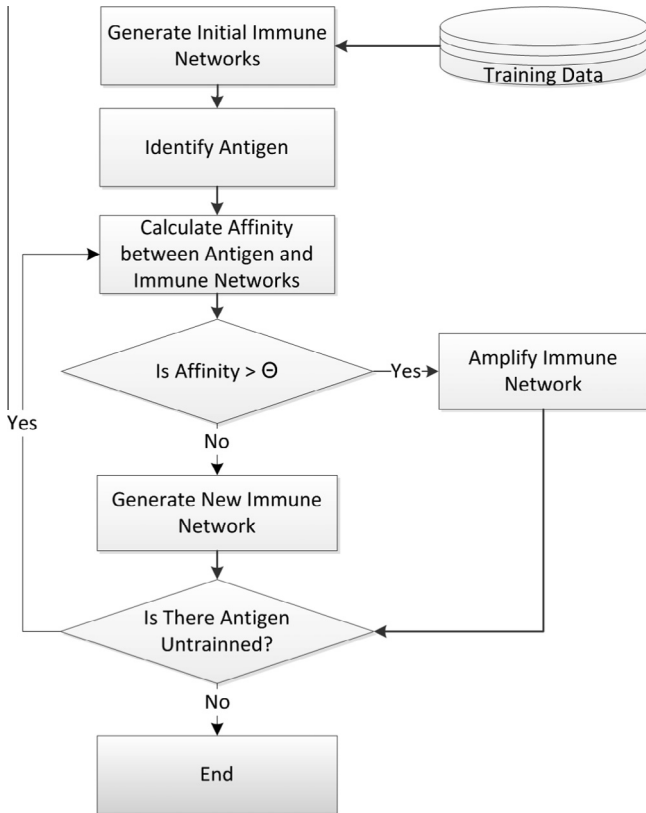 Generate Initial Immune
Networks
Training Data
Identify Antigen
Calculate Affinity
between Antigen and
Immune Networks
Is Affinity > Θ
Yes
Amplify Immune
Network
Yes
No
Generate New Immune
Network
Is There Antigen
Untrainned?
No
End